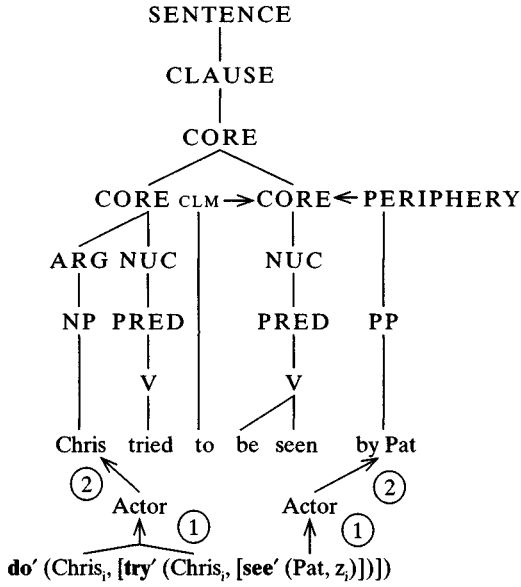 SENTENCE
CLAUSE
CORE
CORE CLM CORE PERIPHERY
ARG NUC NUC
NP PRED PRED PP
V V
Chris tried to be seen by Pat
2 2
Actor Actor
1 1
do′ (Chrisᵢ, [try′ (Chrisᵢ, [see′ (Pat, zᵢ)])])